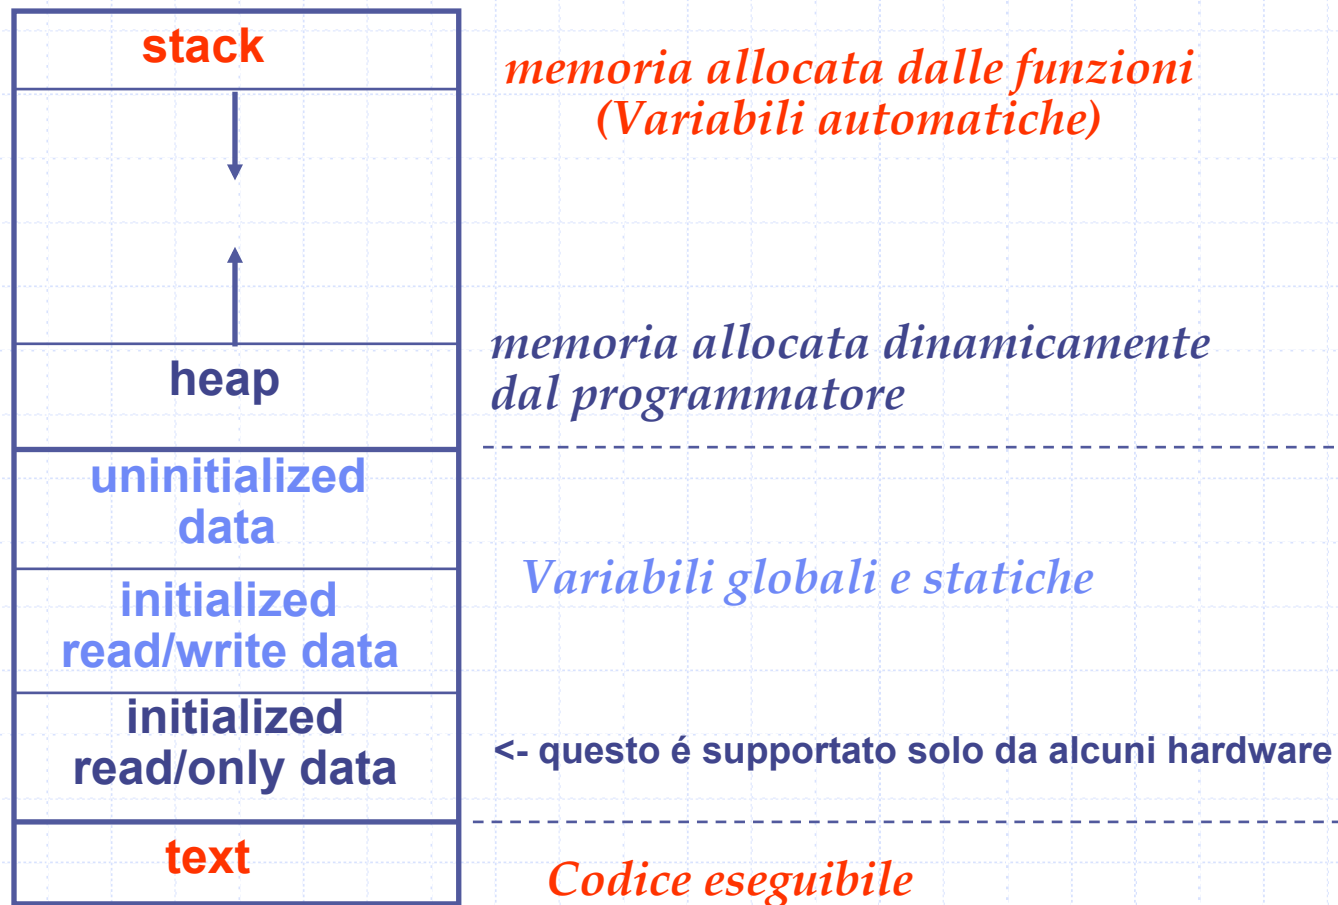 stack
memoria allocata dalle funzioni
(Variabili automatiche)
memoria allocata dinamicamente
dal programmatore
heap
uninitialized
data
Variabili globali e statiche
initialized
read/write data
initialized
read/only data
<- questo é supportato solo da alcuni hardware
text
Codice eseguibile